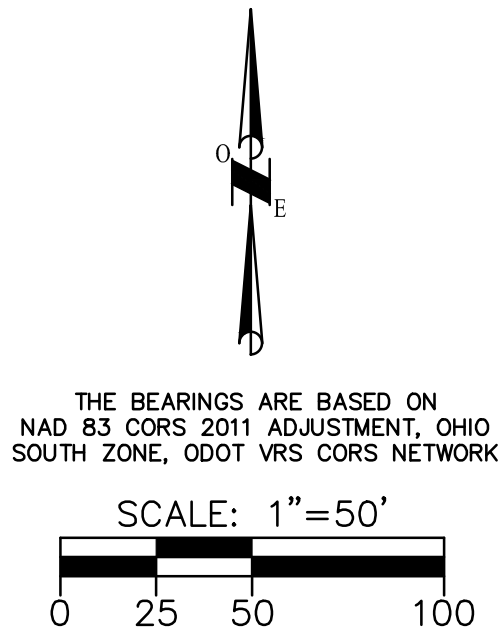 O
N
E
THE BEARINGS ARE BASED ON
NAD 83 CORS 2011 ADJUSTMENT, OHIO
SOUTH ZONE, ODOT VRS CORS NETWORK
SCALE: 1"=50'
0 25 50 100